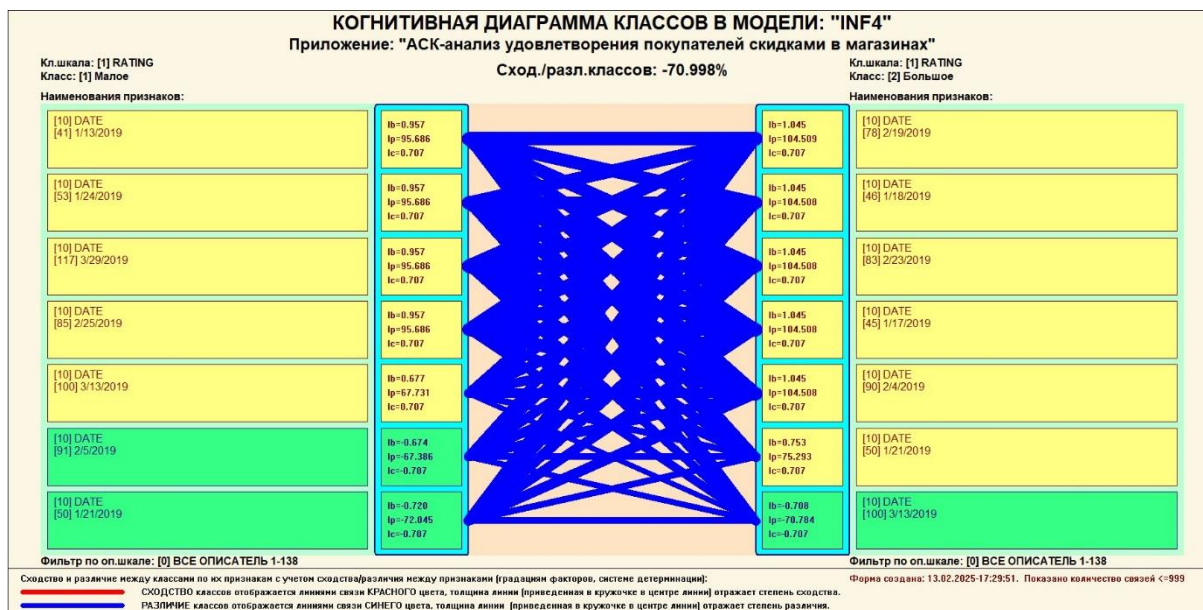 КОГНИТИВНАЯ ДИАГРАММА КЛАССОВ В МОДЕЛИ: "INF4"
Приложение: "АСК-анализ удовлетворения покупателей скидками в магазинах"
Кл.шкала: [1] RATING
Класс: [1] Малое
Сход./разл.классов: -70.998%
Кл.шкала: [1] RATING
Класс: [2] Большое
Наименования признаков:
Наименования признаков:
[10] DATE
[41] 1/13/2019
Ib=0.957
Ip=95.686
Ic=0.707
Ib=1.045
Ip=104.509
Ic=0.707
[10] DATE
[78] 2/19/2019
[10] DATE
[53] 1/24/2019
Ib=0.957
Ip=95.686
Ic=0.707
Ib=1.045
Ip=104.508
Ic=0.707
[10] DATE
[46] 1/18/2019
[10] DATE
[117] 3/29/2019
Ib=0.957
Ip=95.686
Ic=0.707
Ib=1.045
Ip=104.508
Ic=0.707
[10] DATE
[83] 2/23/2019
[10] DATE
[85] 2/25/2019
Ib=0.957
Ip=95.686
Ic=0.707
Ib=1.045
Ip=104.508
Ic=0.707
[10] DATE
[45] 1/17/2019
[10] DATE
[100] 3/13/2019
Ib=0.677
Ip=67.731
Ic=0.707
Ib=1.045
Ip=104.508
Ic=0.707
[10] DATE
[90] 2/4/2019
[10] DATE
[91] 2/5/2019
Ib=-0.674
Ip=-67.386
Ic=-0.707
Ib=0.753
Ip=75.293
Ic=0.707
[10] DATE
[50] 1/21/2019
[10] DATE
[50] 1/21/2019
Ib=-0.720
Ip=-72.045
Ic=-0.707
Ib=-0.708
Ip=-70.784
Ic=-0.707
[10] DATE
[100] 3/13/2019
Фильтр по оп.шкале: [0] ВСЕ ОПИСАТЕЛЬ 1-138
Фильтр по оп.шкале: [0] ВСЕ ОПИСАТЕЛЬ 1-138
Сходство и различие между классами по их признакам с учетом сходства/различия между признаками (градациям факторов, системе детерминации):
Форма создана: 13.02.2025-17:29:51. Показано количество связей <=999
СХОДСТВО классов отображается линиями связи КРАСНОГО цвета, толщина линии (приведенная в кружочке в центре линии) отражает степень сходства.
РАЗЛИЧИЕ классов отображается линиями связи СИНЕГО цвета, толщина линии (приведенная в кружочке в центре линии) отражает степень различия.